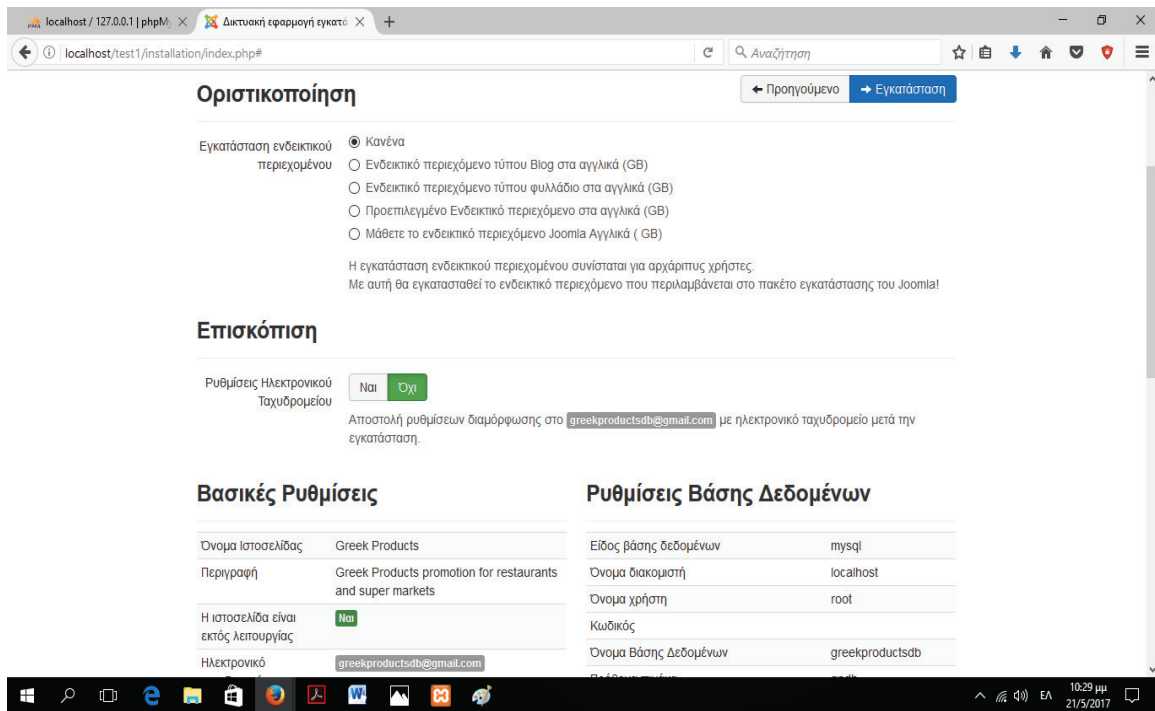 localhost / 127.0.0.1 | phpM
Δικτυακή εφαρμογή εγκατά
localhost/test1/installation/index.php#
Αναζήτηση
Οριστικοποίηση
Προηγούμενο
Εγκατάσταση
Εγκατάσταση ενδεικτικού
περιεχομένου
Κανένα
Ενδεικτικό περιεχόμενο τύπου Blog στα αγγλικά (GB)
Ενδεικτικό περιεχόμενο τύπου φυλλάδιο στα αγγλικά (GB)
Προεπιλεγμένο Ενδεικτικό περιεχόμενο στα αγγλικά (GB)
Μάθετε το ενδεικτικό περιεχόμενο Joomla Αγγλικά ( GB)
Η εγκατάσταση ενδεικτικού περιεχομένου συνίσταται για αρχάριπυς χρήστες.
Με αυτή θα εγκατασταθεί το ενδεικτικό περιεχόμενο που περιλαμβάνεται στο πακέτο εγκατάστασης του Joomla!
Επισκόπιση
Ρυθμίσεις Ηλεκτρονικού
Ταχυδρομείου
Ναι Όχι
Αποστολή ρυθμίσεων διαμόρφωσης στο greekproductsdb@gmail.com με ηλεκτρονικό ταχυδρομείο μετά την
εγκατάσταση.
Βασικές Ρυθμίσεις
Όνομα Ιστοσελίδας Greek Products
Περιγραφή Greek Products promotion for restaurants
and super markets
Η ιστοσελίδα είναι
εκτός λειτουργίας
Ναι
Ηλεκτρονικό greekproductsdb@gmail.com
Ρυθμίσεις Βάσης Δεδομένων
Είδος βάσης δεδομένων mysql
Όνομα διακομιστή localhost
Όνομα χρήστη root
Κωδικός
Όνομα Βάσης Δεδομένων greekproductsdb
ΕΛ
10:29 μμ
21/5/2017